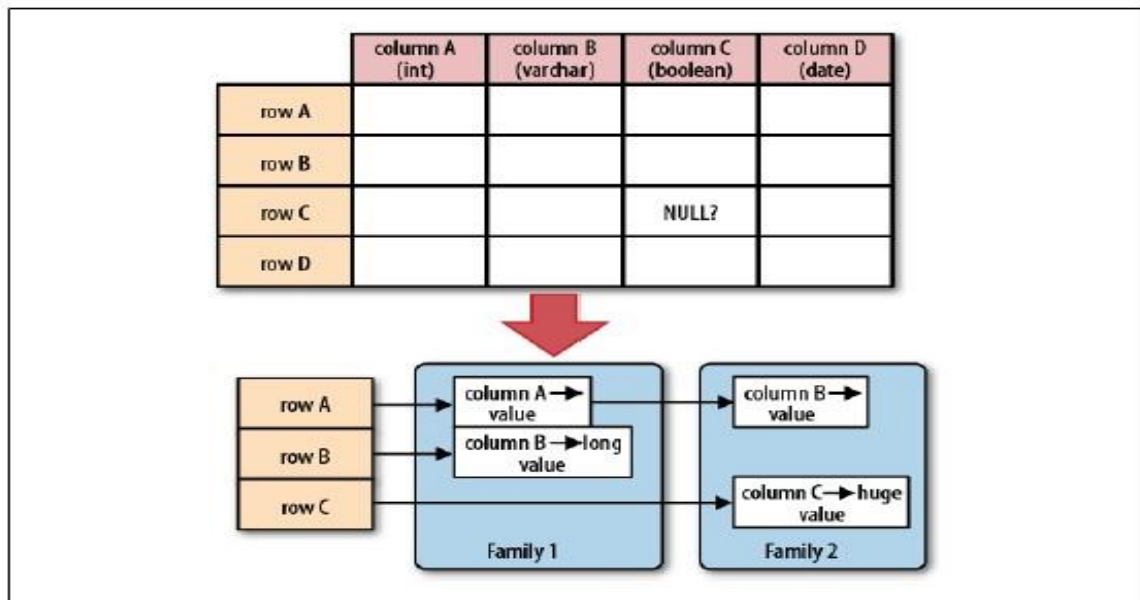 column A column B column C column D
(int) (varchar) (boolean) (date)
row A
row B
row C NULL?
row D
row A column A → value column B → value
row B column B → long value
row C column C → huge value
Family 1 Family 2